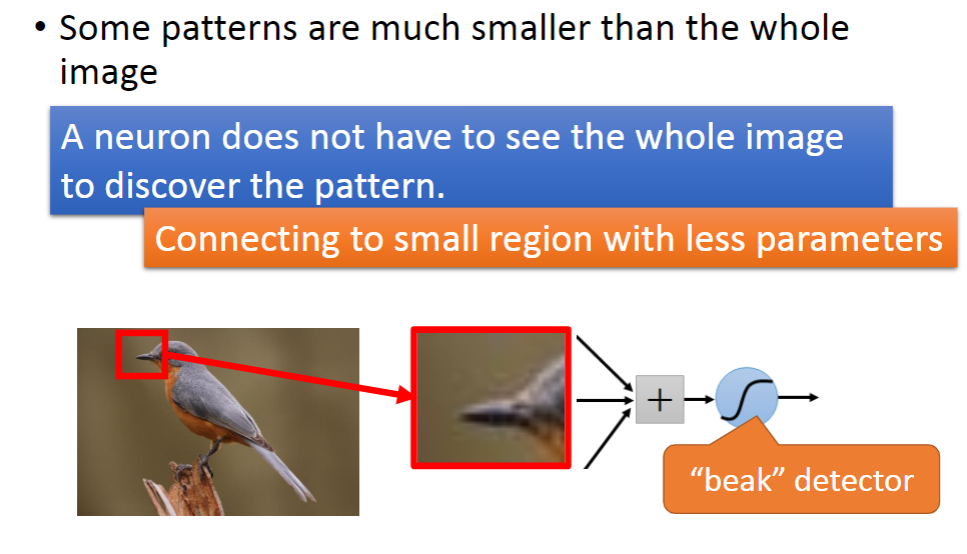 • Some patterns are much smaller than the whole
image
A neuron does not have to see the whole image
to discover the pattern.
Connecting to small region with less parameters
+
“beak” detector